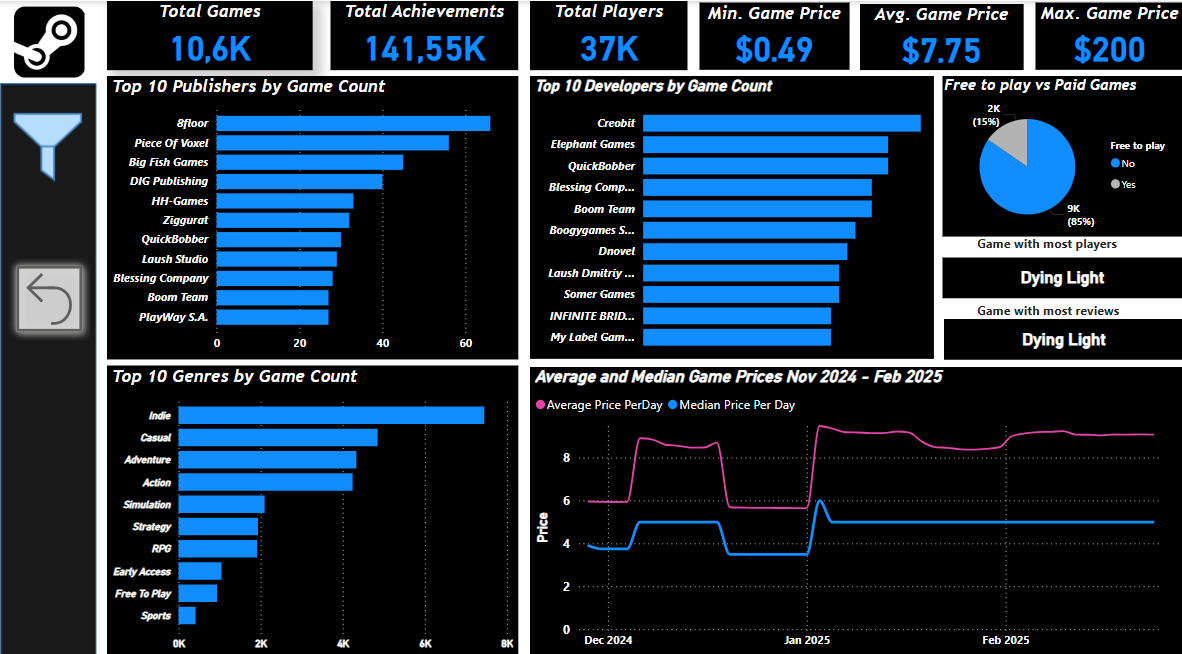 Total Games
10,6K
Total Achievements
141,55K
Total Players
37K
Min. Game Price
$0.49
Avg. Game Price
$7.75
Max. Game Price
$200
Top 10 Publishers by Game Count
8floor
Piece Of Voxel
Big Fish Games
DIG Publishing
HH-Games
Ziggurat
QuickBobber
Laush Studio
Blessing Company
Boom Team
PlayWay S.A.
0 20 40 60
Top 10 Developers by Game Count
Creobit
Elephant Games
QuickBobber
Blessing Comp...
Boom Team
Boogygames S...
Dnovel
Laush Dmitriy ...
Somer Games
INFINITE BRID...
My Label Gam...
Free to play vs Paid Games
2K
(15%)
9K
(85%)
Free to play
No
Yes
Game with most players
Dying Light
Game with most reviews
Dying Light
Top 10 Genres by Game Count
Indie
Casual
Adventure
Action
Simulation
Strategy
RPG
Early Access
Free To Play
Sports
0K 2K 4K 6K 8K
Average and Median Game Prices Nov 2024 - Feb 2025
Average Price PerDay Median Price Per Day
Price
8
6
4
2
0
Dec 2024 Jan 2025 Feb 2025